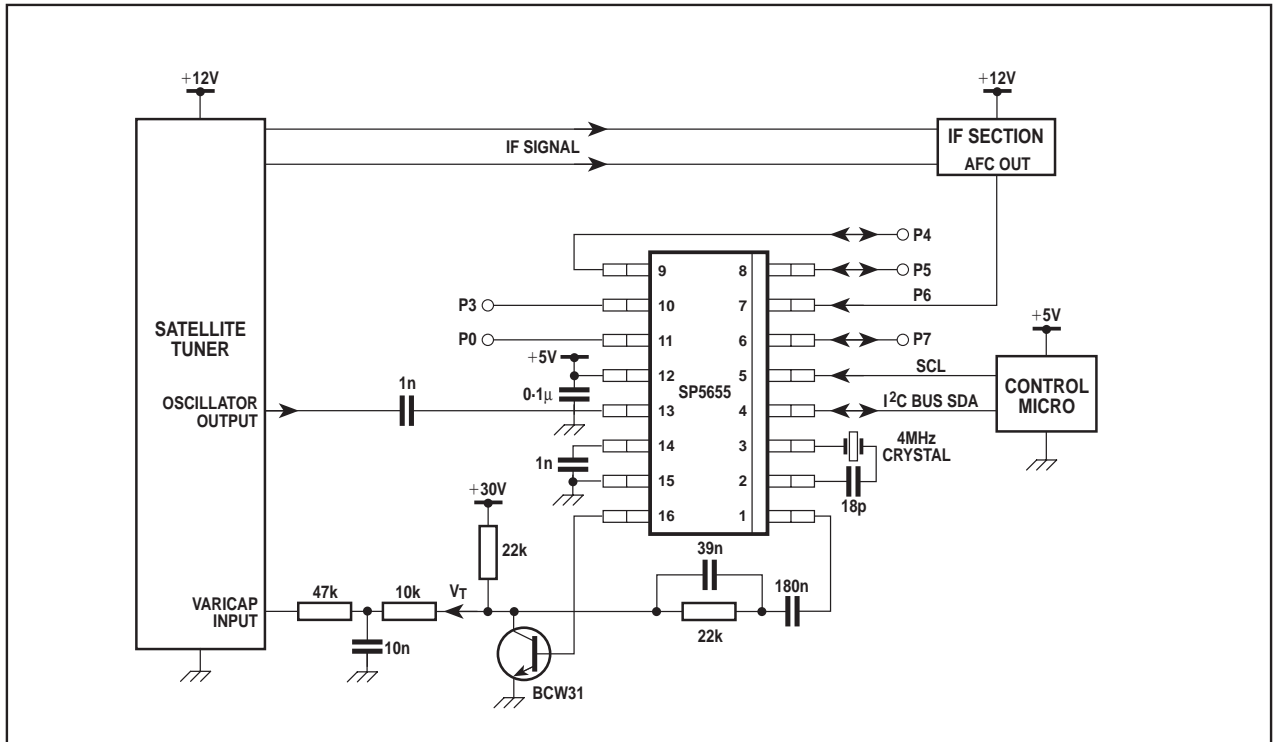 +12V
+12V
IF SECTION
AFC OUT
IF SIGNAL
P4
9
8
P5
P3
10
7
P6
+5V
SATELLITE
TUNER
P0
11
6
P7
+5V
12
SP5655
5
SCL
CONTROL
MICRO
0·1µ
OSCILLATOR
OUTPUT
1n
13
4
I2C BUS SDA
14
3
4MHz
CRYSTAL
1n
15
2
18p
+30V
16
1
22k
39n
180n
VARICAP
INPUT
47k
10k
VT
22k
10n
BCW31